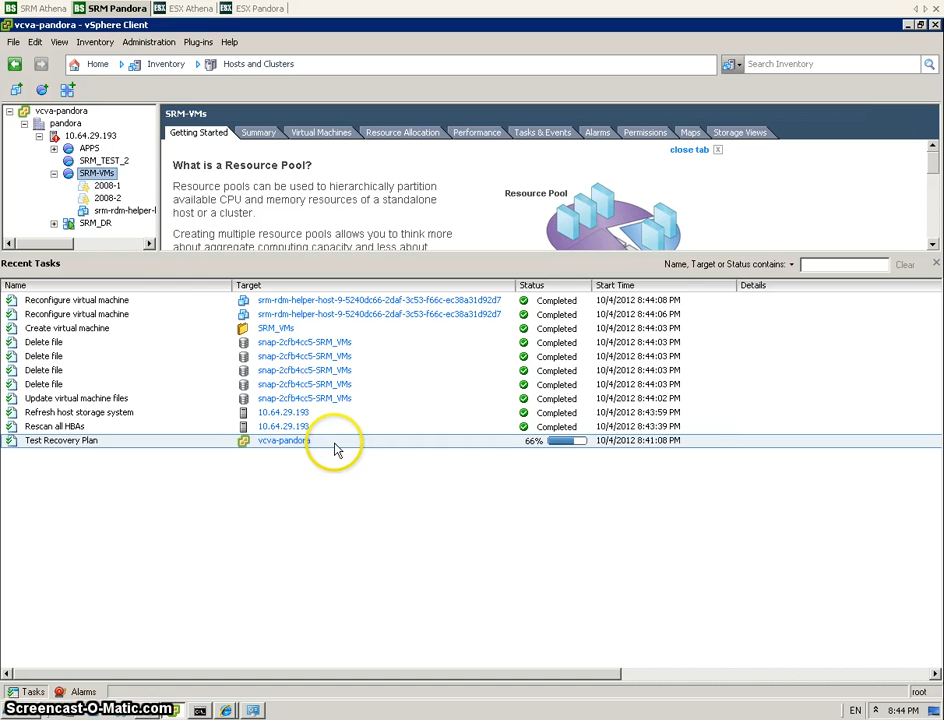 SRM Athena SRM Pandora ESX Athena ESX Pandora
vcva-pandora - vSphere Client
File Edit View Inventory Administration Plug-ins Help
Home Inventory Hosts and Clusters Search Inventory
vcva-pandora
pandora
10.64.29.193
APPS
SRM_TEST_2
SRM-VMs
2008-1
2008-2
srm-rdm-helper-l
SRM_DR
SRM-VMs
Getting Started Summary Virtual Machines Resource Allocation Performance Tasks & Events Alarms Permissions Maps Storage Views
close tab X
What is a Resource Pool?
Resource pools can be used to hierarchically partition
available CPU and memory resources of a standalone
host or a cluster.
Creating multiple resource pools allows you to think
more about aggregate computing capacity and less about
Resource Pool
Recent Tasks
Name, Target or Status contains: Clear
Name Target Status Start Time Details
Reconfigure virtual machine srm-rdm-helper-host-9-5240dc66-2daf-3c53-f66c-ec38a31d92d7 Completed 10/4/2012 8:44:08 PM
Reconfigure virtual machine srm-rdm-helper-host-9-5240dc66-2daf-3c53-f66c-ec38a31d92d7 Completed 10/4/2012 8:44:06 PM
Create virtual machine SRM_VMs Completed 10/4/2012 8:44:03 PM
Delete file snap-2cfb4cc5-SRM_VMs Completed 10/4/2012 8:44:03 PM
Delete file snap-2cfb4cc5-SRM_VMs Completed 10/4/2012 8:44:03 PM
Delete file snap-2cfb4cc5-SRM_VMs Completed 10/4/2012 8:44:03 PM
Delete file snap-2cfb4cc5-SRM_VMs Completed 10/4/2012 8:44:03 PM
Update virtual machine files snap-2cfb4cc5-SRM_VMs Completed 10/4/2012 8:44:02 PM
Refresh host storage system 10.64.29.193 Completed 10/4/2012 8:43:59 PM
Rescan all HBAs 10.64.29.193 Completed 10/4/2012 8:43:39 PM
Test Recovery Plan vcva-pandora 66% 10/4/2012 8:41:08 PM
Tasks Alarms root
Screencast-O-Matic.com EN 8:44 PM